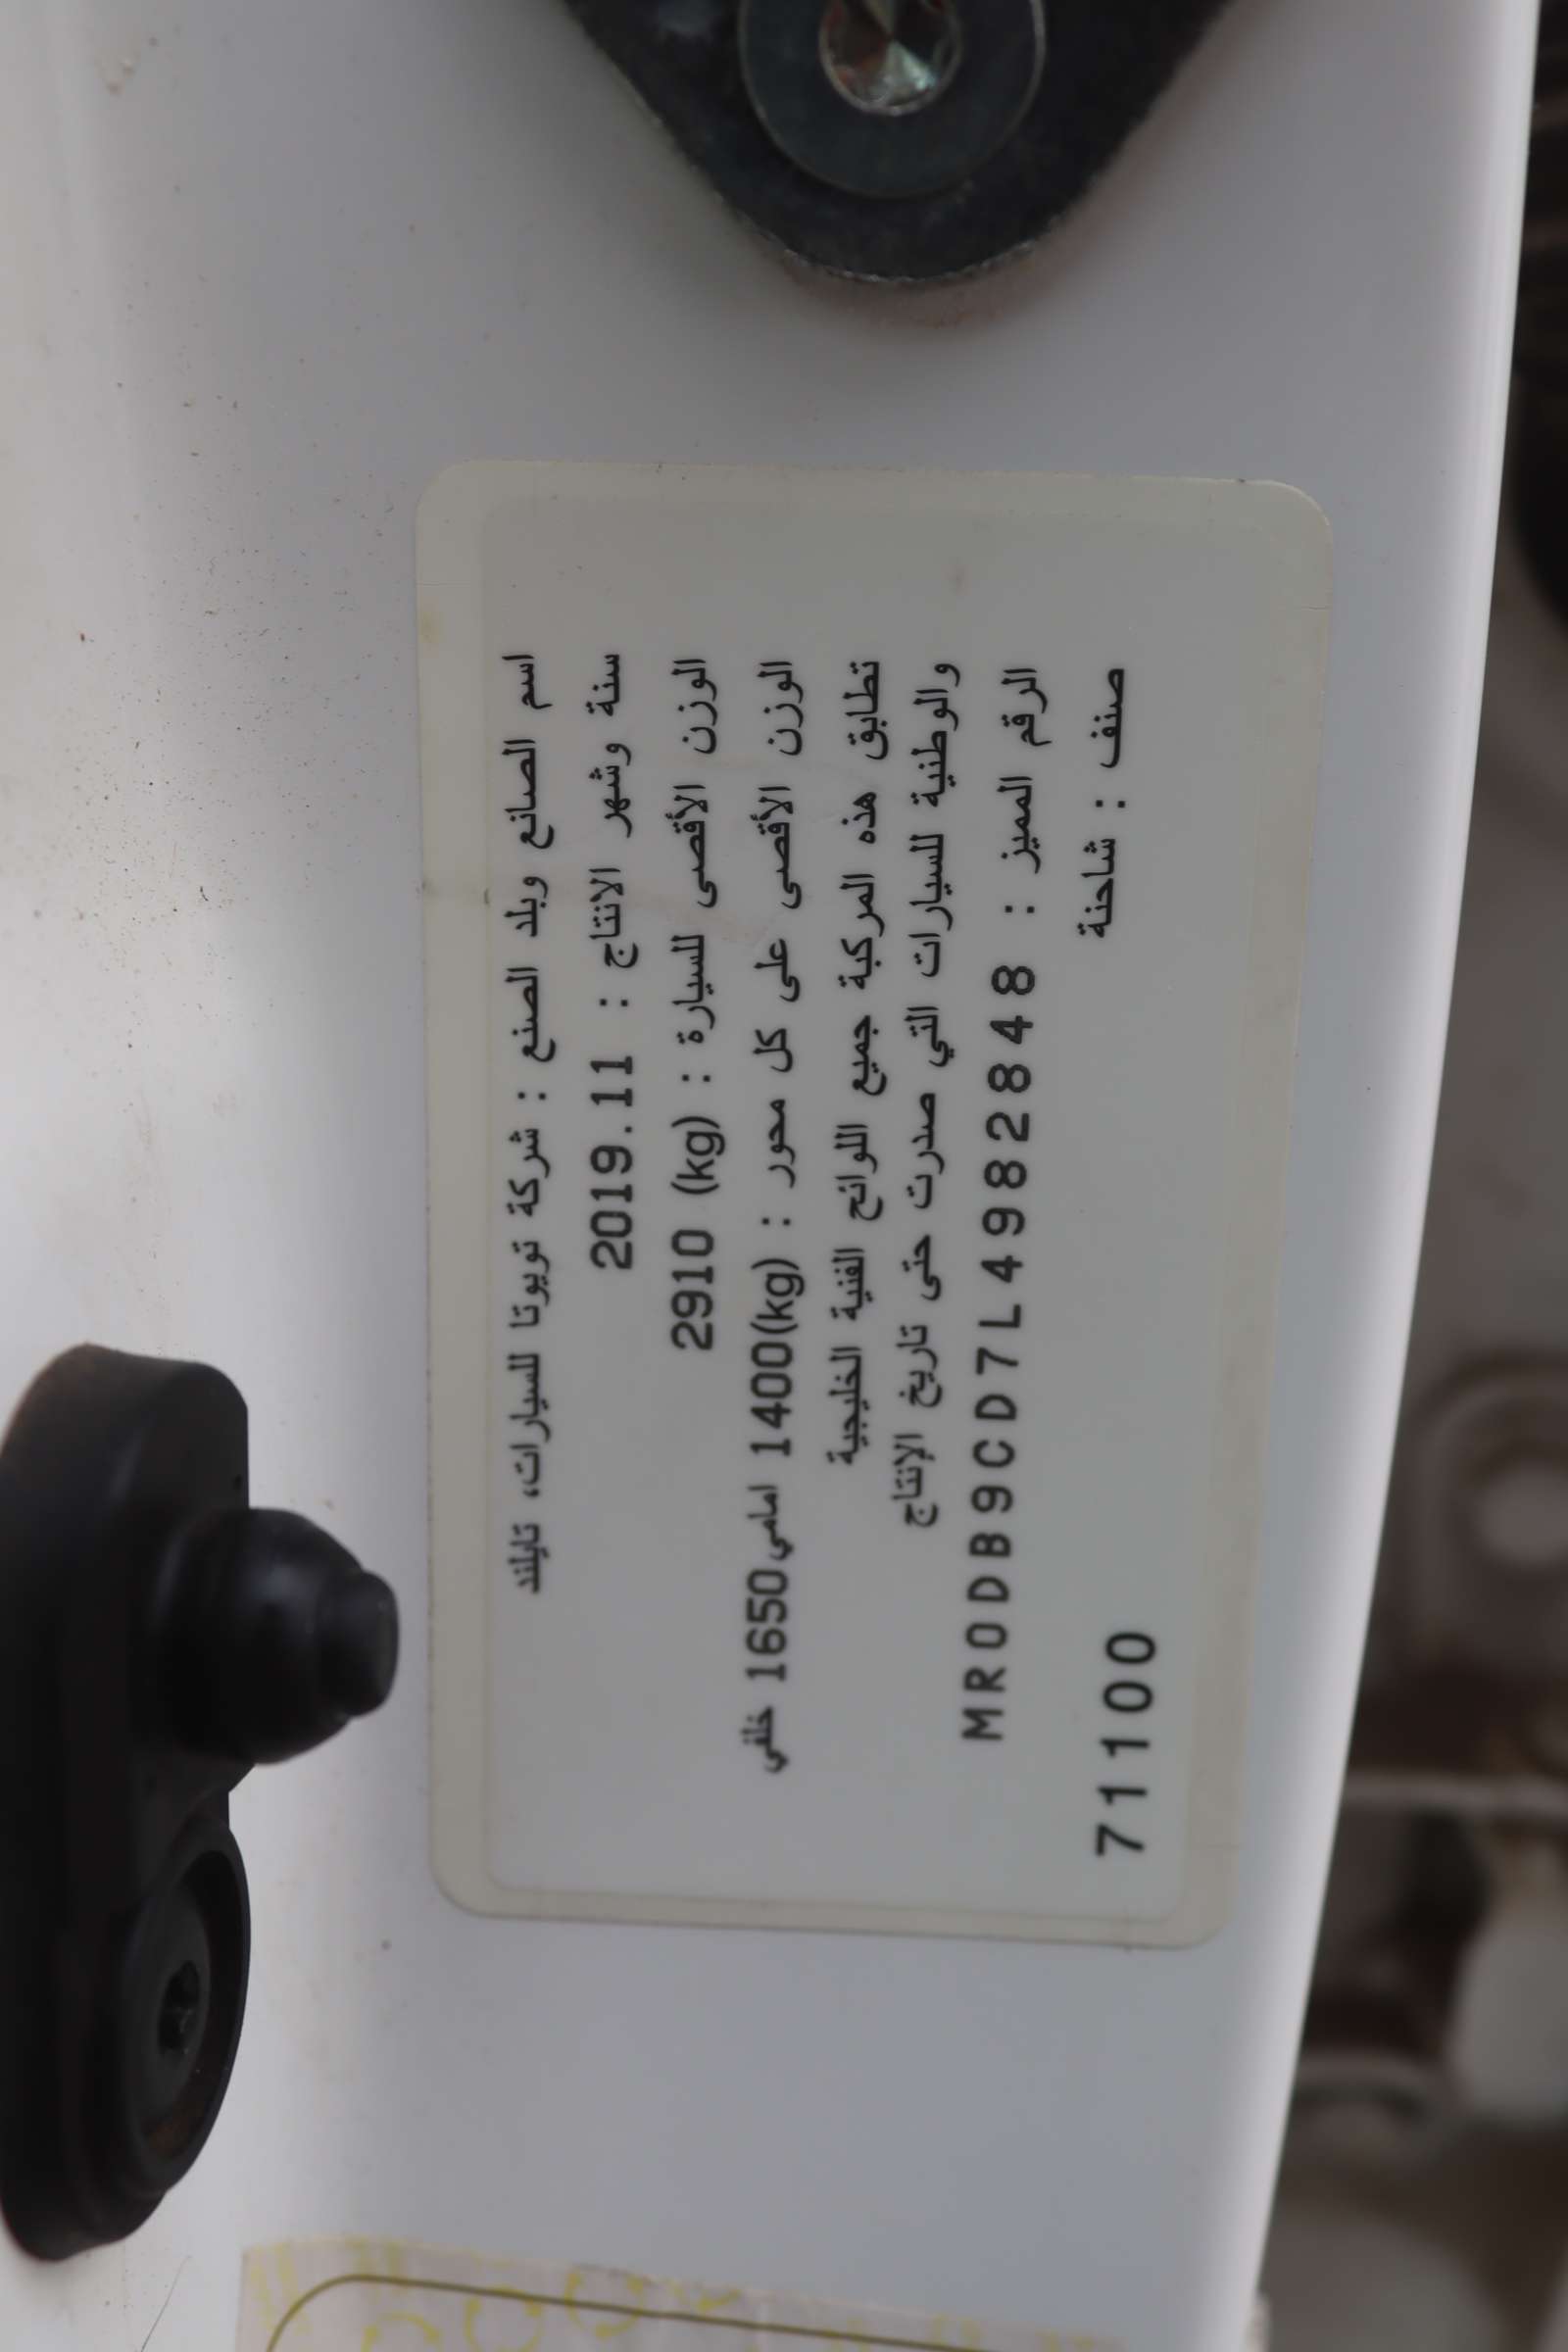 اسم الصانع وبلد الصنع : شركة تويوتا للسيارات، تايلند
سنة وشهر الانتاج : 2019.11
الوزن الأقصى للسيارة : 2910 (kg)
الوزن الأقصى على كل محور : 1400(kg) امامي 1650 خلفي
تطابق هذه المركبة جميع اللوائح الفنية الخليجية
والوطنية للسيارات التي صدرت حتى تاريخ الإنتاج
الرقم المميز : MR0DB9CD7L4982848
صنف : شاحنة
71100